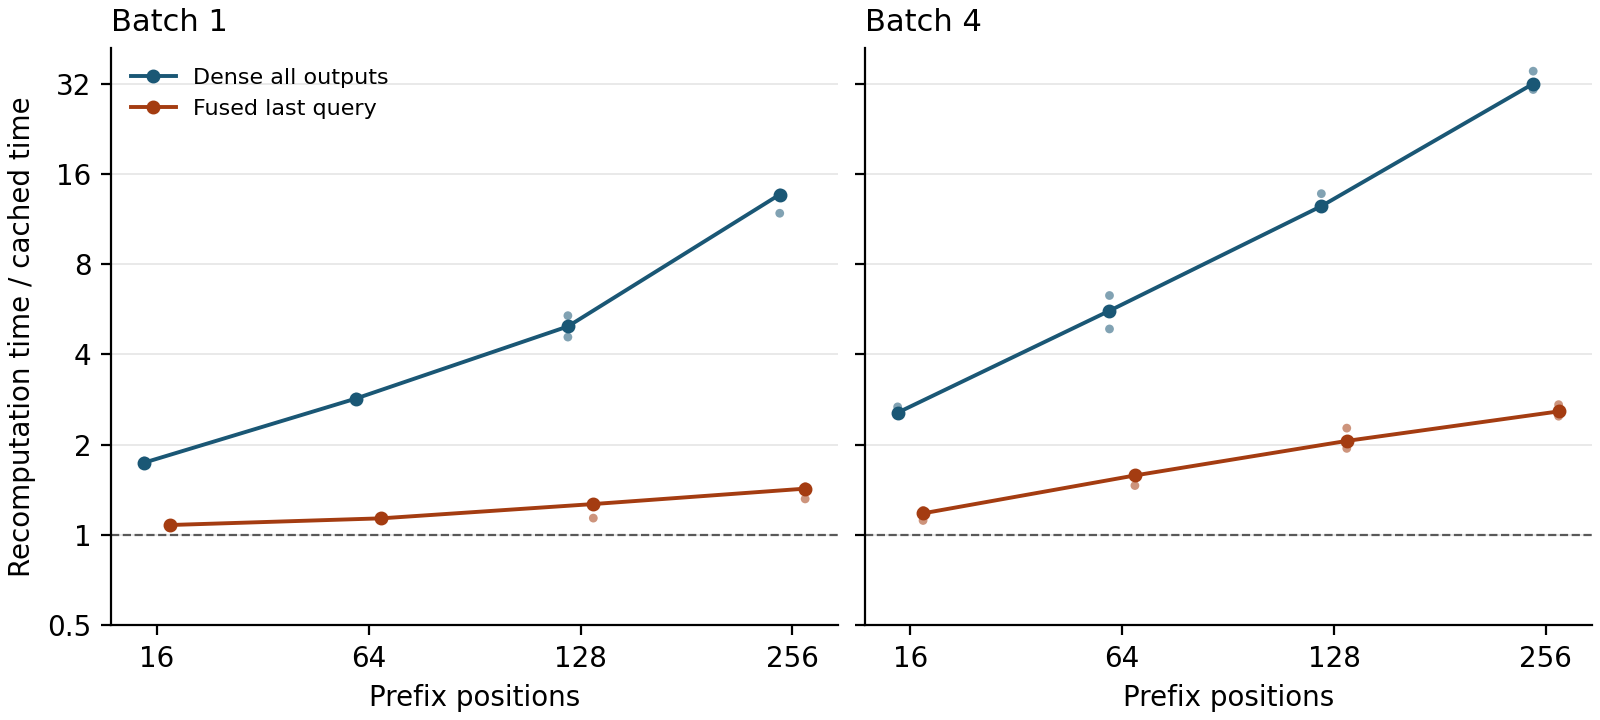 Batch 1
Batch 4
Dense all outputs
Fused last query
Recomputation time / cached time
32
16
8
4
2
1
0.5
16 64 128 256
16 64 128 256
Prefix positions
Prefix positions